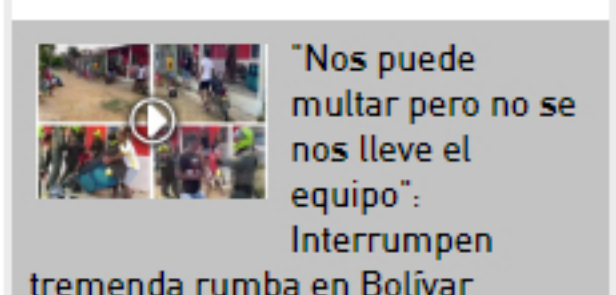 "Nos puede
multar pero no se
nos lleve el
equipo":
Interrumpen
tremenda rumba en Bolívar